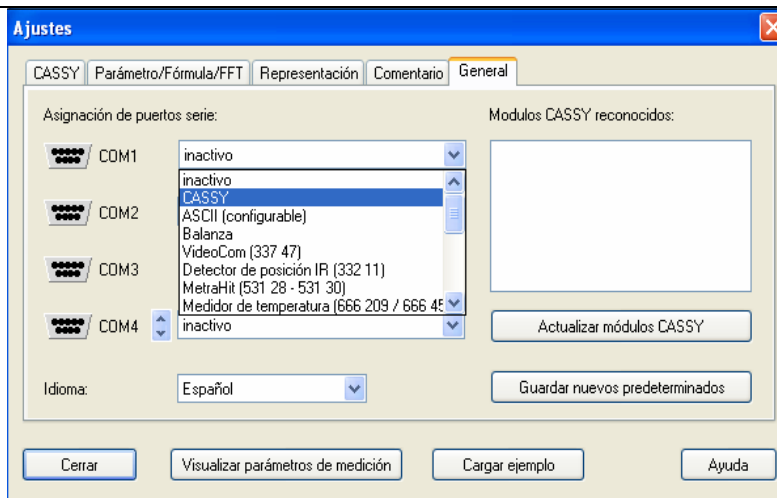 Ajustes
CASSY Parámetro/Fórmula/FFT Representación Comentario General
Asignación de puertos serie: Modulos CASSY reconocidos:
COM1 inactivo
inactivo
CASSY
COM2 ASCII (configurable)
Balanza
VideoCom (337 47)
COM3 Detector de posición IR (332 11)
MetraHit (531 28 - 531 30)
Medidor de temperatura (666 209 / 666 45
COM4 inactivo Actualizar módulos CASSY
Idioma: Español Guardar nuevos predeterminados
Cerrar Visualizar parámetros de medición Cargar ejemplo Ayuda